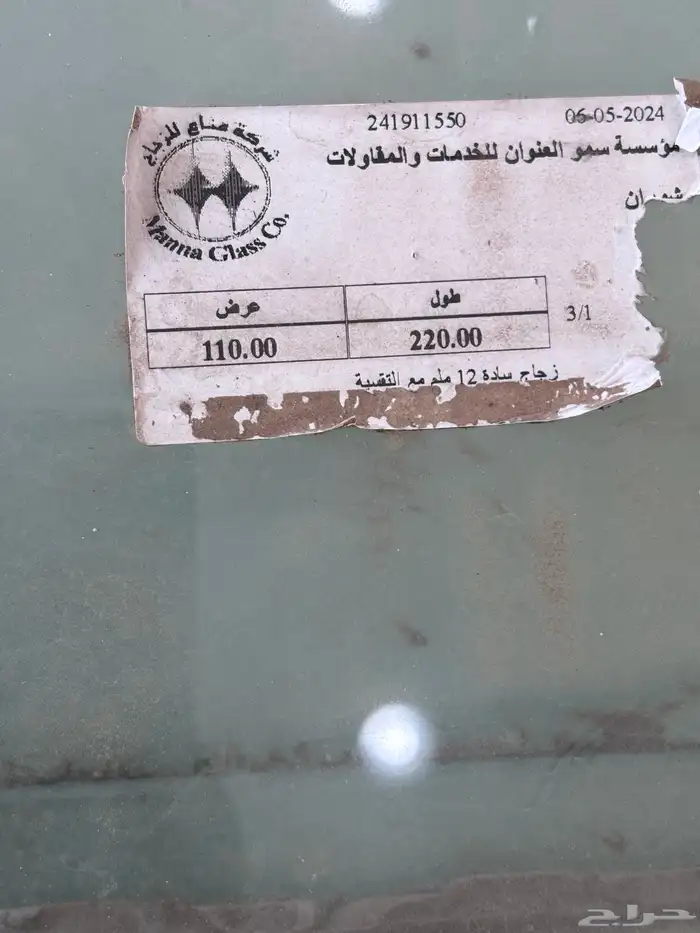 06-05-2024
241911550
شركة مناع للزجاج
Manna Glass Co.
مؤسسة سمو العنوان للخدمات والمقاولات
طول
عرض
220.00
110.00
3/1
زجاج سادة 12 ملم مع التقسية
حراج